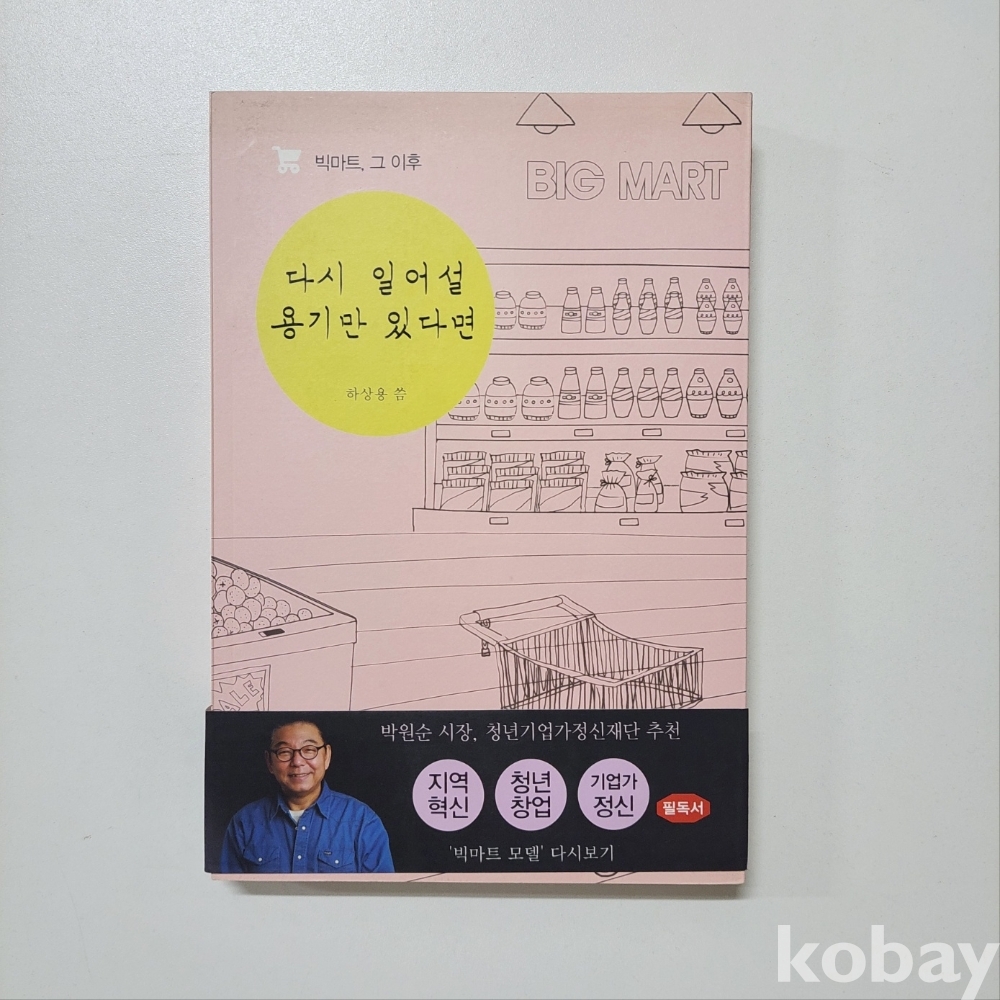 빅마트, 그 이후
BIG MART
다시 일어설
용기만 있다면
하상용 씀
ALE
박원순 시장, 청년기업가정신재단 추천
지역
혁신
청년
창업
기업가
정신
필독서
'빅마트 모델' 다시보기
kobay